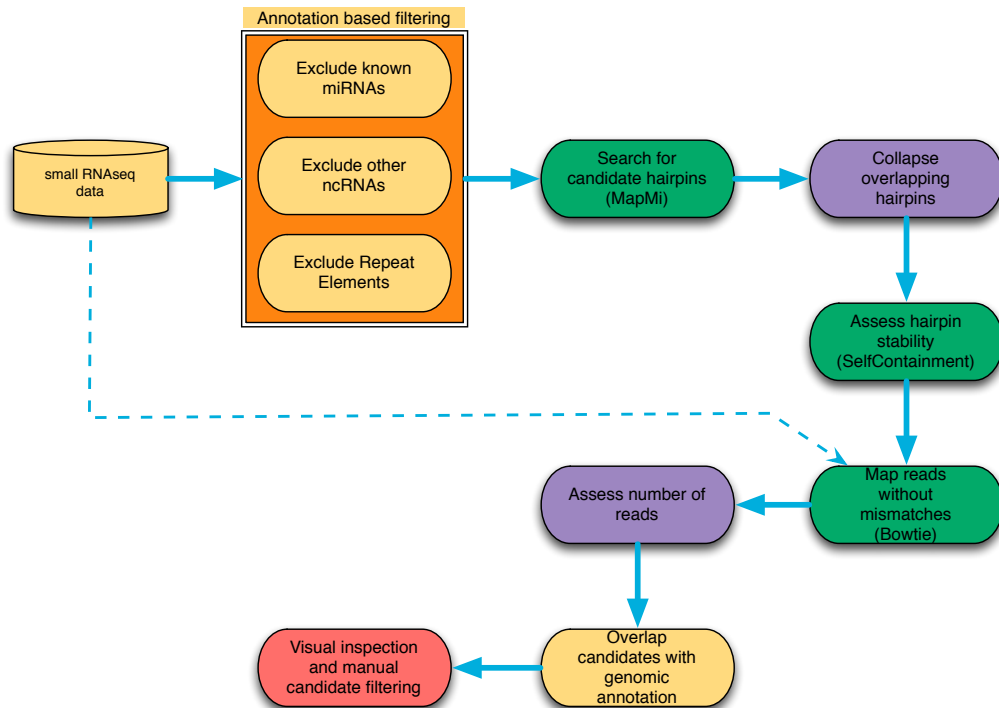 Annotation based filtering
Exclude known
miRNAs
small RNAseq
data
Exclude other
ncRNAs
Exclude Repeat
Elements
Search for
candidate hairpins
(MapMi)
Collapse
overlapping
hairpins
Assess hairpin
stability
(SelfContainment)
Map reads
without
mismatches
(Bowtie)
Assess number of
reads
Overlap
candidates with
genomic
annotation
Visual inspection
and manual
candidate filtering